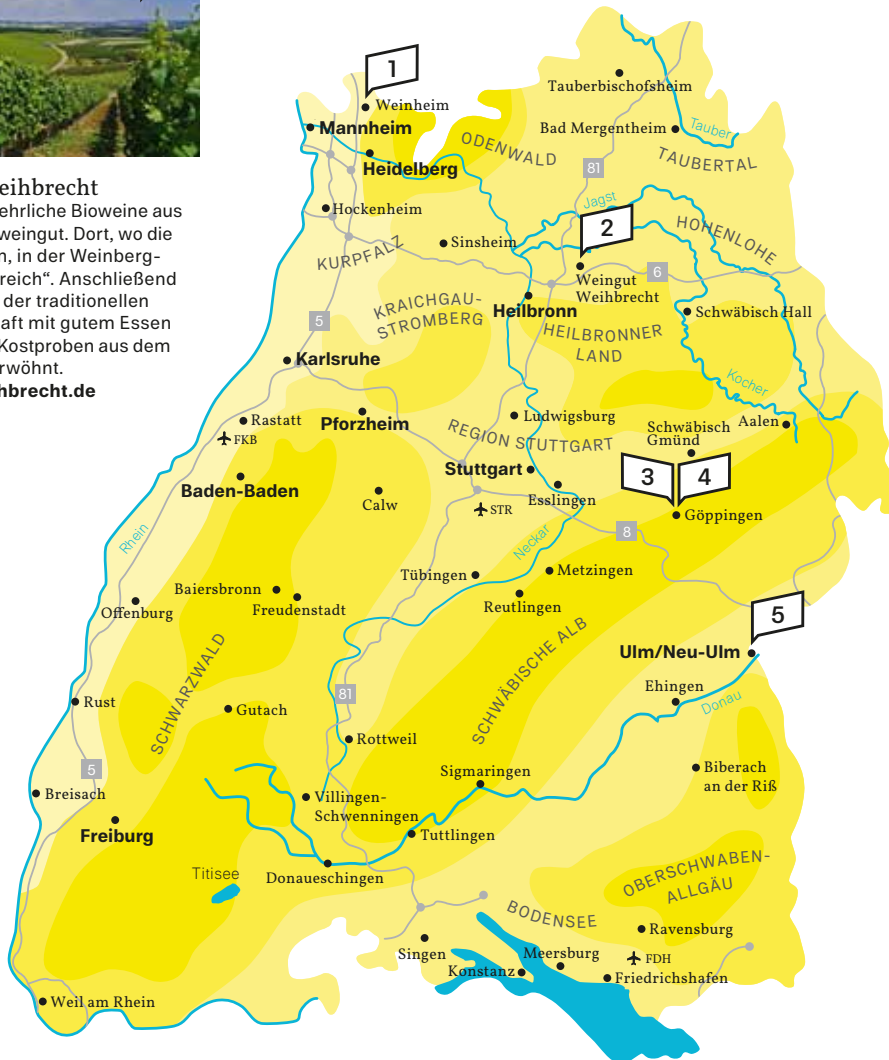 eihbrecht
ehrliche Bioweine aus
weingut. Dort, wo die
n, in der Weinberg-
reich“. Anschließend
der traditionellen
aft mit gutem Essen
Kostproben aus dem
rwöhnt.
hbrecht.de
1
Weinheim
Mannheim
Heidelberg
Hockenheim
KURPFALZ
Sinsheim
ODENWALD
Tauberbischofsheim
Bad Mergentheim
Tauber
TAUBERTAL
81
Jagst
2
HOHENLOHE
6
Weingut
Weihbrecht
Heilbronn
Schwäbisch Hall
KRAICHGAU-
STROMBERG
HEILBRONNER
LAND
5
Karlsruhe
Kocher
Rastatt
FKB
Pforzheim
Ludwigsburg
REGION STUTTGART
Schwäbisch
Gmünd
Aalen
Stuttgart
3
4
Baden-Baden
Calw
Esslingen
STR
Göppingen
Rhein
Neckar
8
Tübingen
Metzingen
Baiersbronn
Freudenstadt
Reutlingen
Offenburg
5
SCHWARZWALD
SCHWÄBISCHE ALB
Ulm/Neu-Ulm
Ehingen
Donau
Rust
Gutach
81
Rottweil
5
Breisach
Villingen-
Schwenningen
Sigmaringen
Biberach
an der Riß
Freiburg
Tuttlingen
Titisee
Donaueschingen
OBERSCHWABEN-
ALLGÄU
BODENSEE
Ravensburg
Singen
Meersburg
FDH
Konstanz
Friedrichshafen
Weil am Rhein